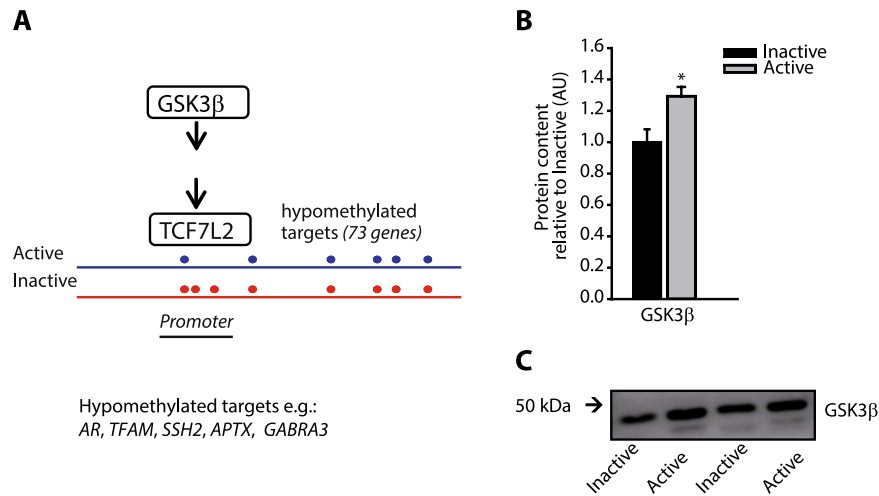 A
GSK3β
TCF7L2
hypomethylated
targets (73 genes)
Active
Inactive
Promoter
Hypomethylated targets e.g.:
AR, TFAM, SSH2, APTX, GABRA3
B
Inactive
Active
Protein content
relative to Inactive (AU)
1.6
1.4
1.2
1.0
0.8
0.6
0.4
0.2
0.0
*
GSK3β
C
50 kDa
GSK3β
Inactive
Active
Inactive
Active